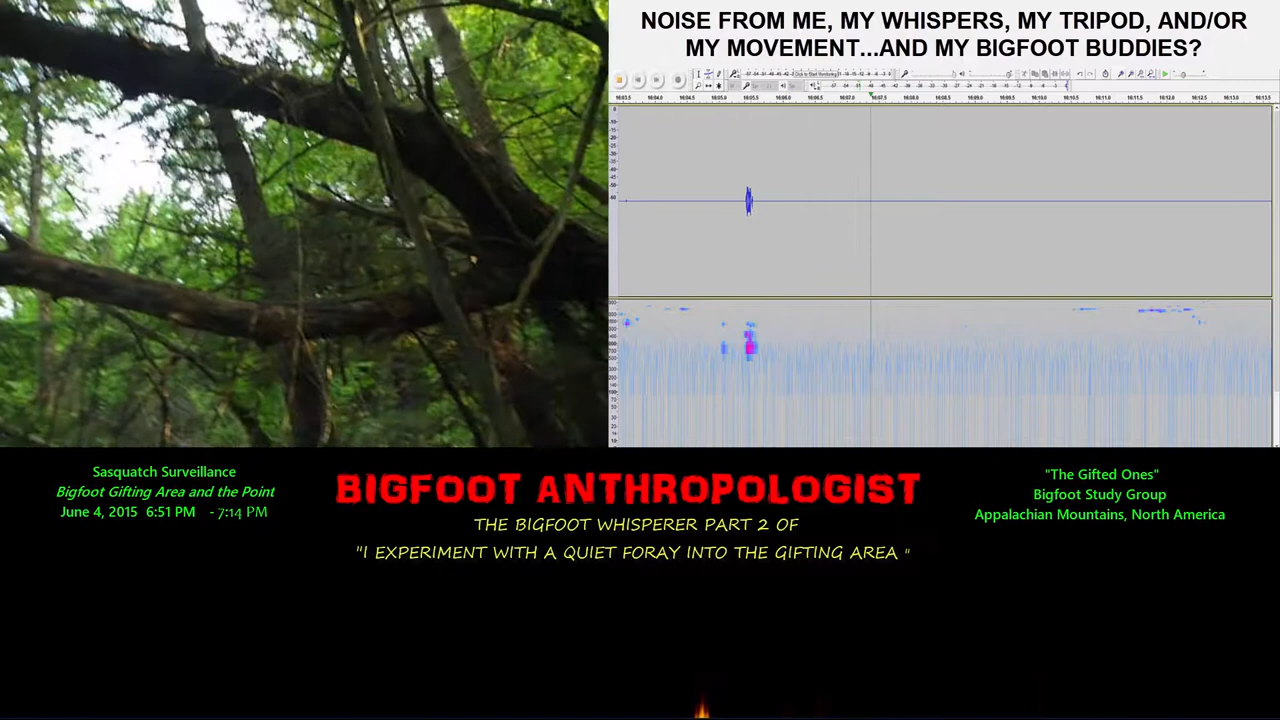 NOISE FROM ME, MY WHISPERS, MY TRIPOD, AND/OR
MY MOVEMENT...AND MY BIGFOOT BUDDIES?
Sasquatch Surveillance
Bigfoot Gifting Area and the Point
June 4, 2015 6:51 PM - 7:14 PM
BIGFOOT ANTHROPOLOGIST
THE BIGFOOT WHISPERER PART 2 OF
"I EXPERIMENT WITH A QUIET FORAY INTO THE GIFTING AREA "
"The Gifted Ones"
Bigfoot Study Group
Appalachian Mountains, North America